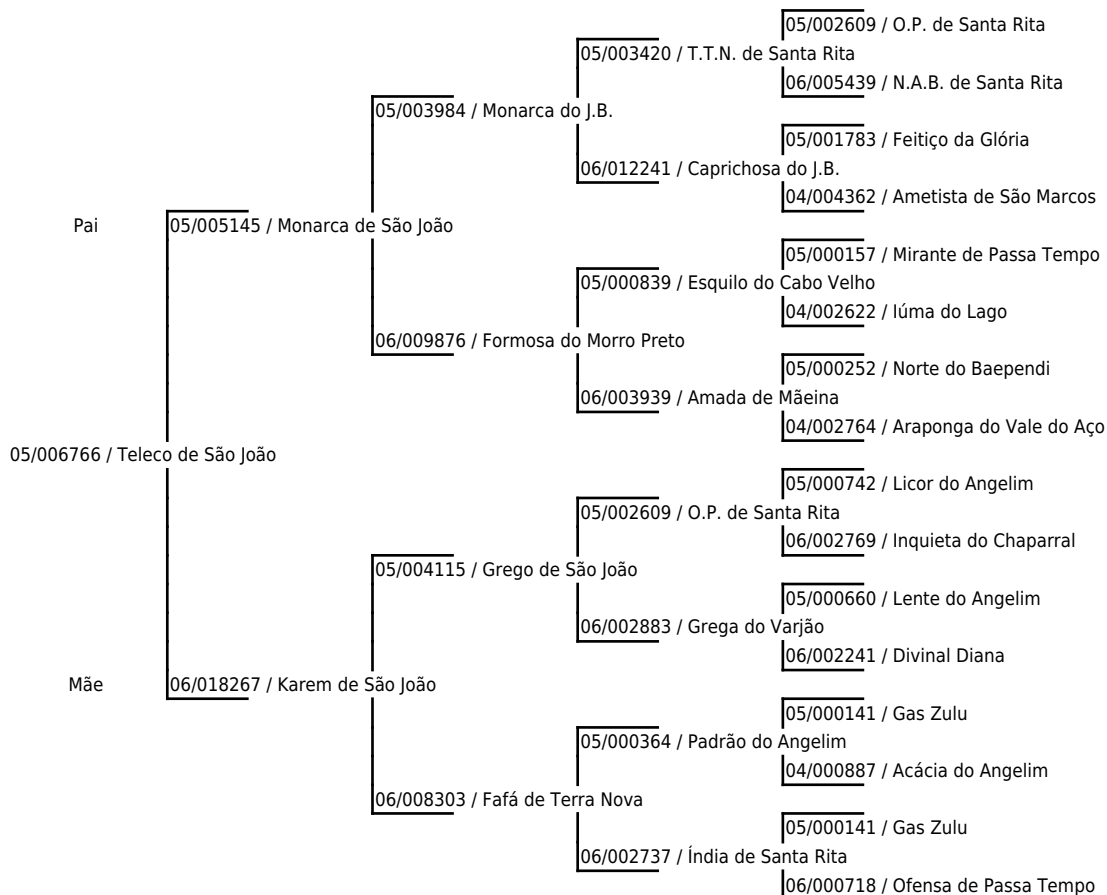 05/002609 / O.P. de Santa Rita
05/003420 / T.T.N. de Santa Rita
06/005439 / N.A.B. de Santa Rita
05/003984 / Monarca do J.B.
05/001783 / Feitiço da Glória
06/012241 / Caprichosa do J.B.
04/004362 / Ametista de São Marcos
Pai
05/005145 / Monarca de São João
05/000157 / Mirante de Passa Tempo
05/000839 / Esquilo do Cabo Velho
04/002622 / Iúma do Lago
06/009876 / Formosa do Morro Preto
05/000252 / Norte do Baependi
06/003939 / Amada de Mãeina
04/002764 / Araponga do Vale do Aço
05/006766 / Teleco de São João
05/000742 / Licor do Angelim
05/002609 / O.P. de Santa Rita
06/002769 / Inquieta do Chaparral
05/004115 / Grego de São João
05/000660 / Lente do Angelim
06/002883 / Grega do Varjão
06/002241 / Divinal Diana
Mãe
06/018267 / Karem de São João
05/000141 / Gas Zulu
05/000364 / Padrão do Angelim
04/000887 / Acácia do Angelim
06/008303 / Fafá de Terra Nova
05/000141 / Gas Zulu
06/002737 / Índia de Santa Rita
06/000718 / Ofensa de Passa Tempo